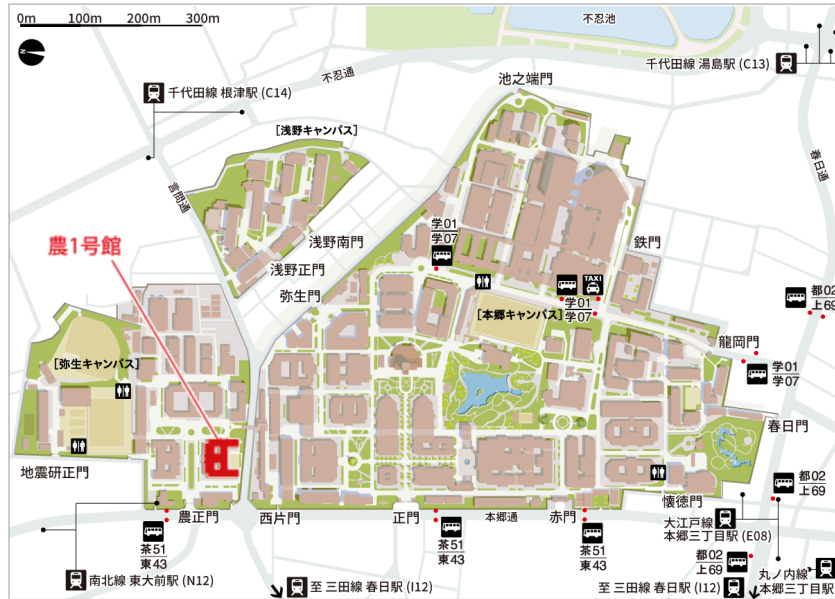 0m 100m 200m 300m
不忍池
千代田線 湯島駅 (C13)
不忍通
池之端門
千代田線 根津駅 (C14)
[浅野キャンパス]
春日通
言問通
学01
学07
浅野南門
鉄門
農1号館
浅野正門
TAXI
弥生門
都02
上69
学01
学07
[本郷キャンパス]
龍岡門
[弥生キャンパス]
学01
学07
春日門
地震研正門
都02
上69
懐徳門
農正門
西片門
正門
本郷通
赤門
大江戸線
本郷三丁目駅 (E08)
茶51
東43
茶51
東43
茶51
東43
都02
上69
丸ノ内線
本郷三丁目駅
南北線 東大前駅 (N12)
至 三田線 春日駅 (I12)
至 三田線 春日駅 (I12)